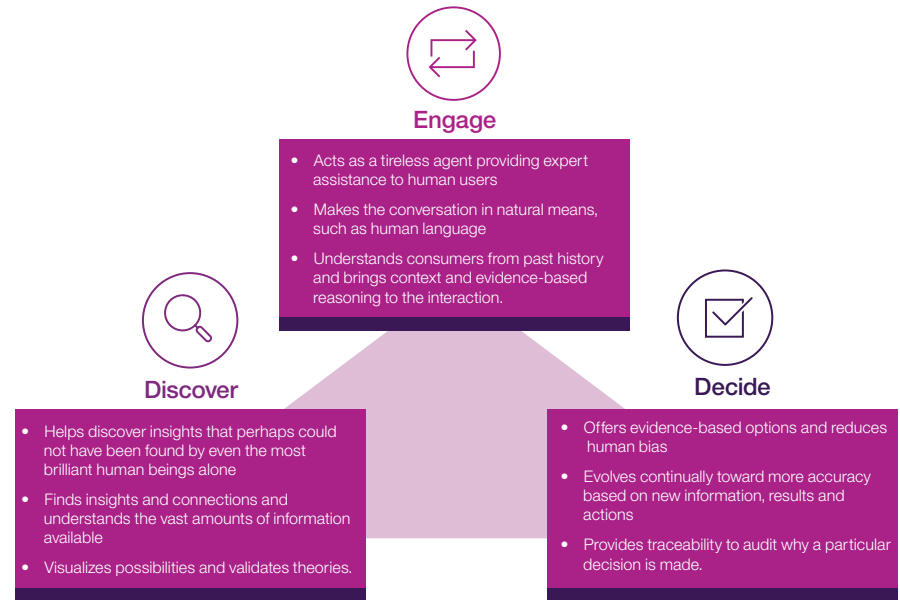 Engage
• Acts as a tireless agent providing expert
assistance to human users
• Makes the conversation in natural means,
such as human language
• Understands consumers from past history
and brings context and evidence-based
reasoning to the interaction.
Discover
• Helps discover insights that perhaps could
not have been found by even the most
brilliant human beings alone
• Finds insights and connections and
understands the vast amounts of information
available
• Visualizes possibilities and validates theories.
Decide
• Offers evidence-based options and reduces
human bias
• Evolves continually toward more accuracy
based on new information, results and
actions
• Provides traceability to audit why a particular
decision is made.